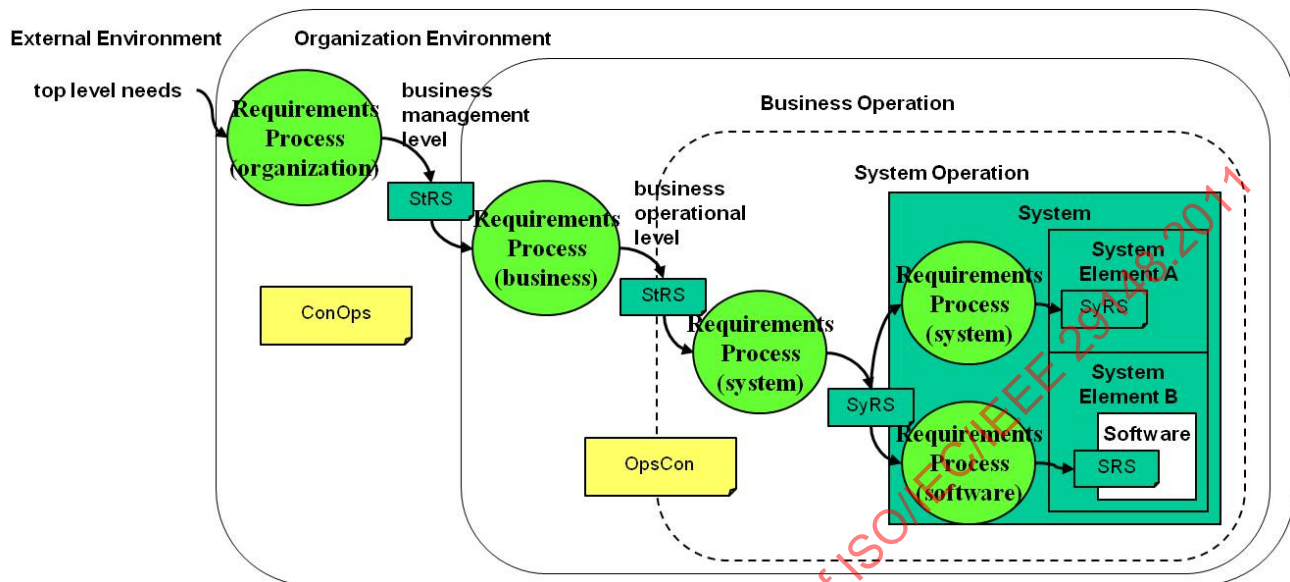 External Environment
Organization Environment
top level needs
business
management
level
Requirements
Process
(organization)
Business Operation
StRS
business
operational
level
Requirements
Process
(business)
System Operation
System
StRS
ConOps
Requirements
Process
(system)
Requirements
Process
(system)
System
Element A
SyRS
SyRS
System
Element B
OpsCon
Requirements
Process
(software)
Software
SRS
of ISO/IEC/IEEE 29148:2011